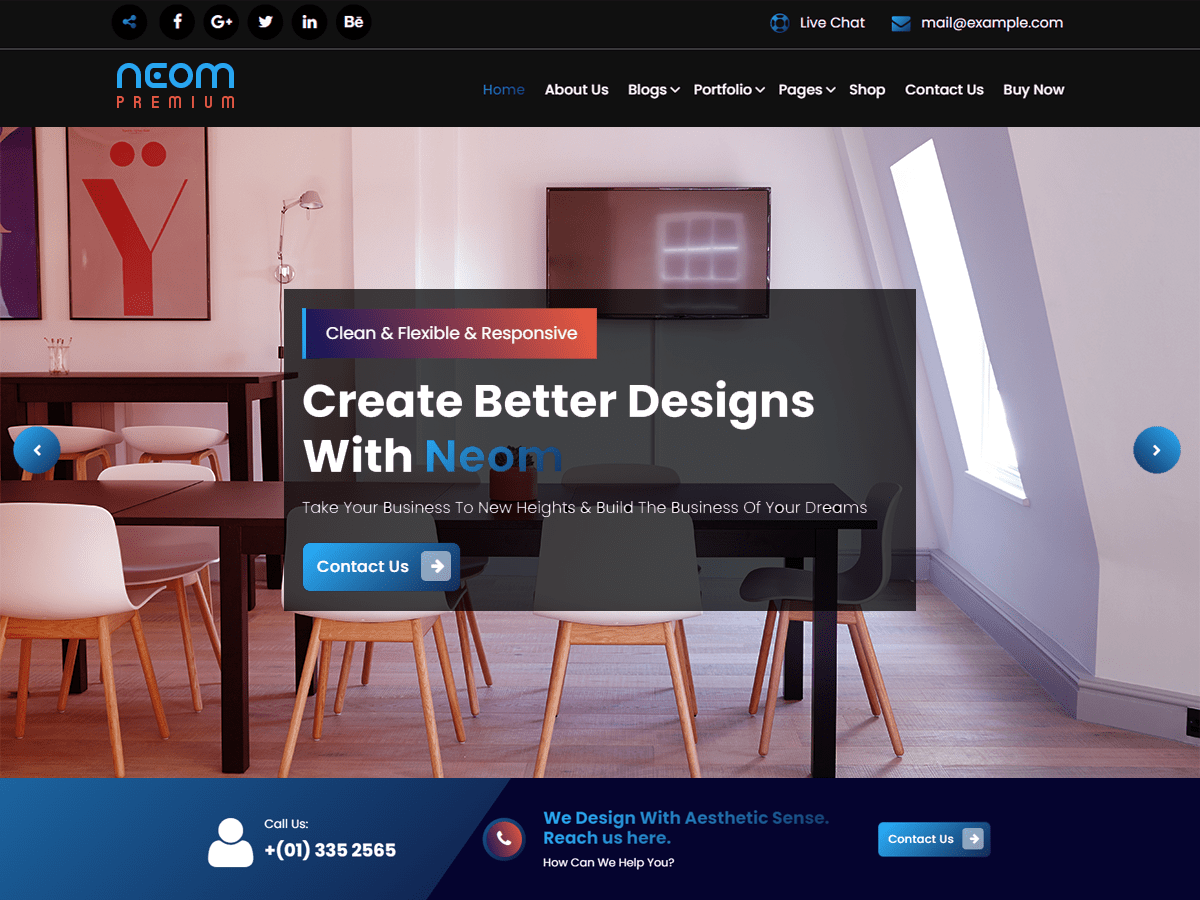 f G+ in Bē
Live Chat
mail@example.com
neom
PREMIUM
Home About Us Blogs Portfolio Pages Shop Contact Us Buy Now
Ÿ
Clean & Flexible & Responsive
Create Better Designs
With Neom
Take Your Business To New Heights & Build The Business Of Your Dreams
Contact Us
Call Us:
+(01) 335 2565
We Design With Aesthetic Sense.
Reach us here.
How Can We Help You?
Contact Us